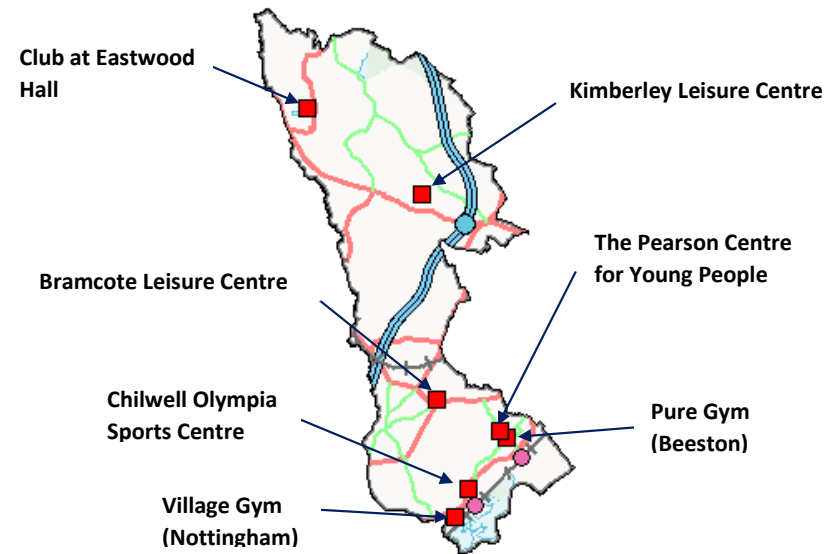 Club at Eastwood
Hall
Kimberley Leisure Centre
The Pearson Centre
for Young People
Bramcote Leisure Centre
Chilwell Olympia
Sports Centre
Pure Gym
(Beeston)
Village Gym
(Nottingham)